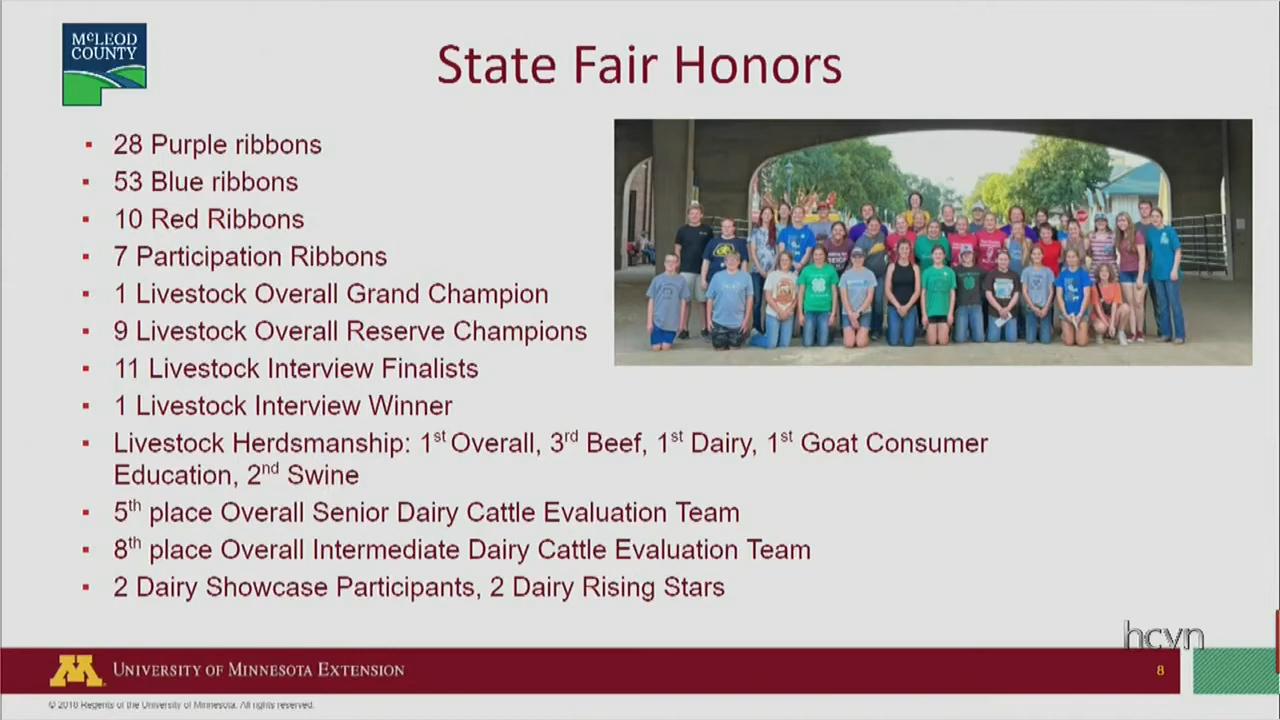 McLEOD
COUNTY
State Fair Honors
28 Purple ribbons
53 Blue ribbons
10 Red Ribbons
7 Participation Ribbons
1 Livestock Overall Grand Champion
9 Livestock Overall Reserve Champions
11 Livestock Interview Finalists
1 Livestock Interview Winner
Livestock Herdsmanship: 1st Overall, 3rd Beef, 1st Dairy, 1st Goat Consumer
Education, 2nd Swine
5th place Overall Senior Dairy Cattle Evaluation Team
8th place Overall Intermediate Dairy Cattle Evaluation Team
2 Dairy Showcase Participants, 2 Dairy Rising Stars
hcvn
M UNIVERSITY OF MINNESOTA EXTENSION
8
© 2018 Regents of the University of Minnesota. All rights reserved.